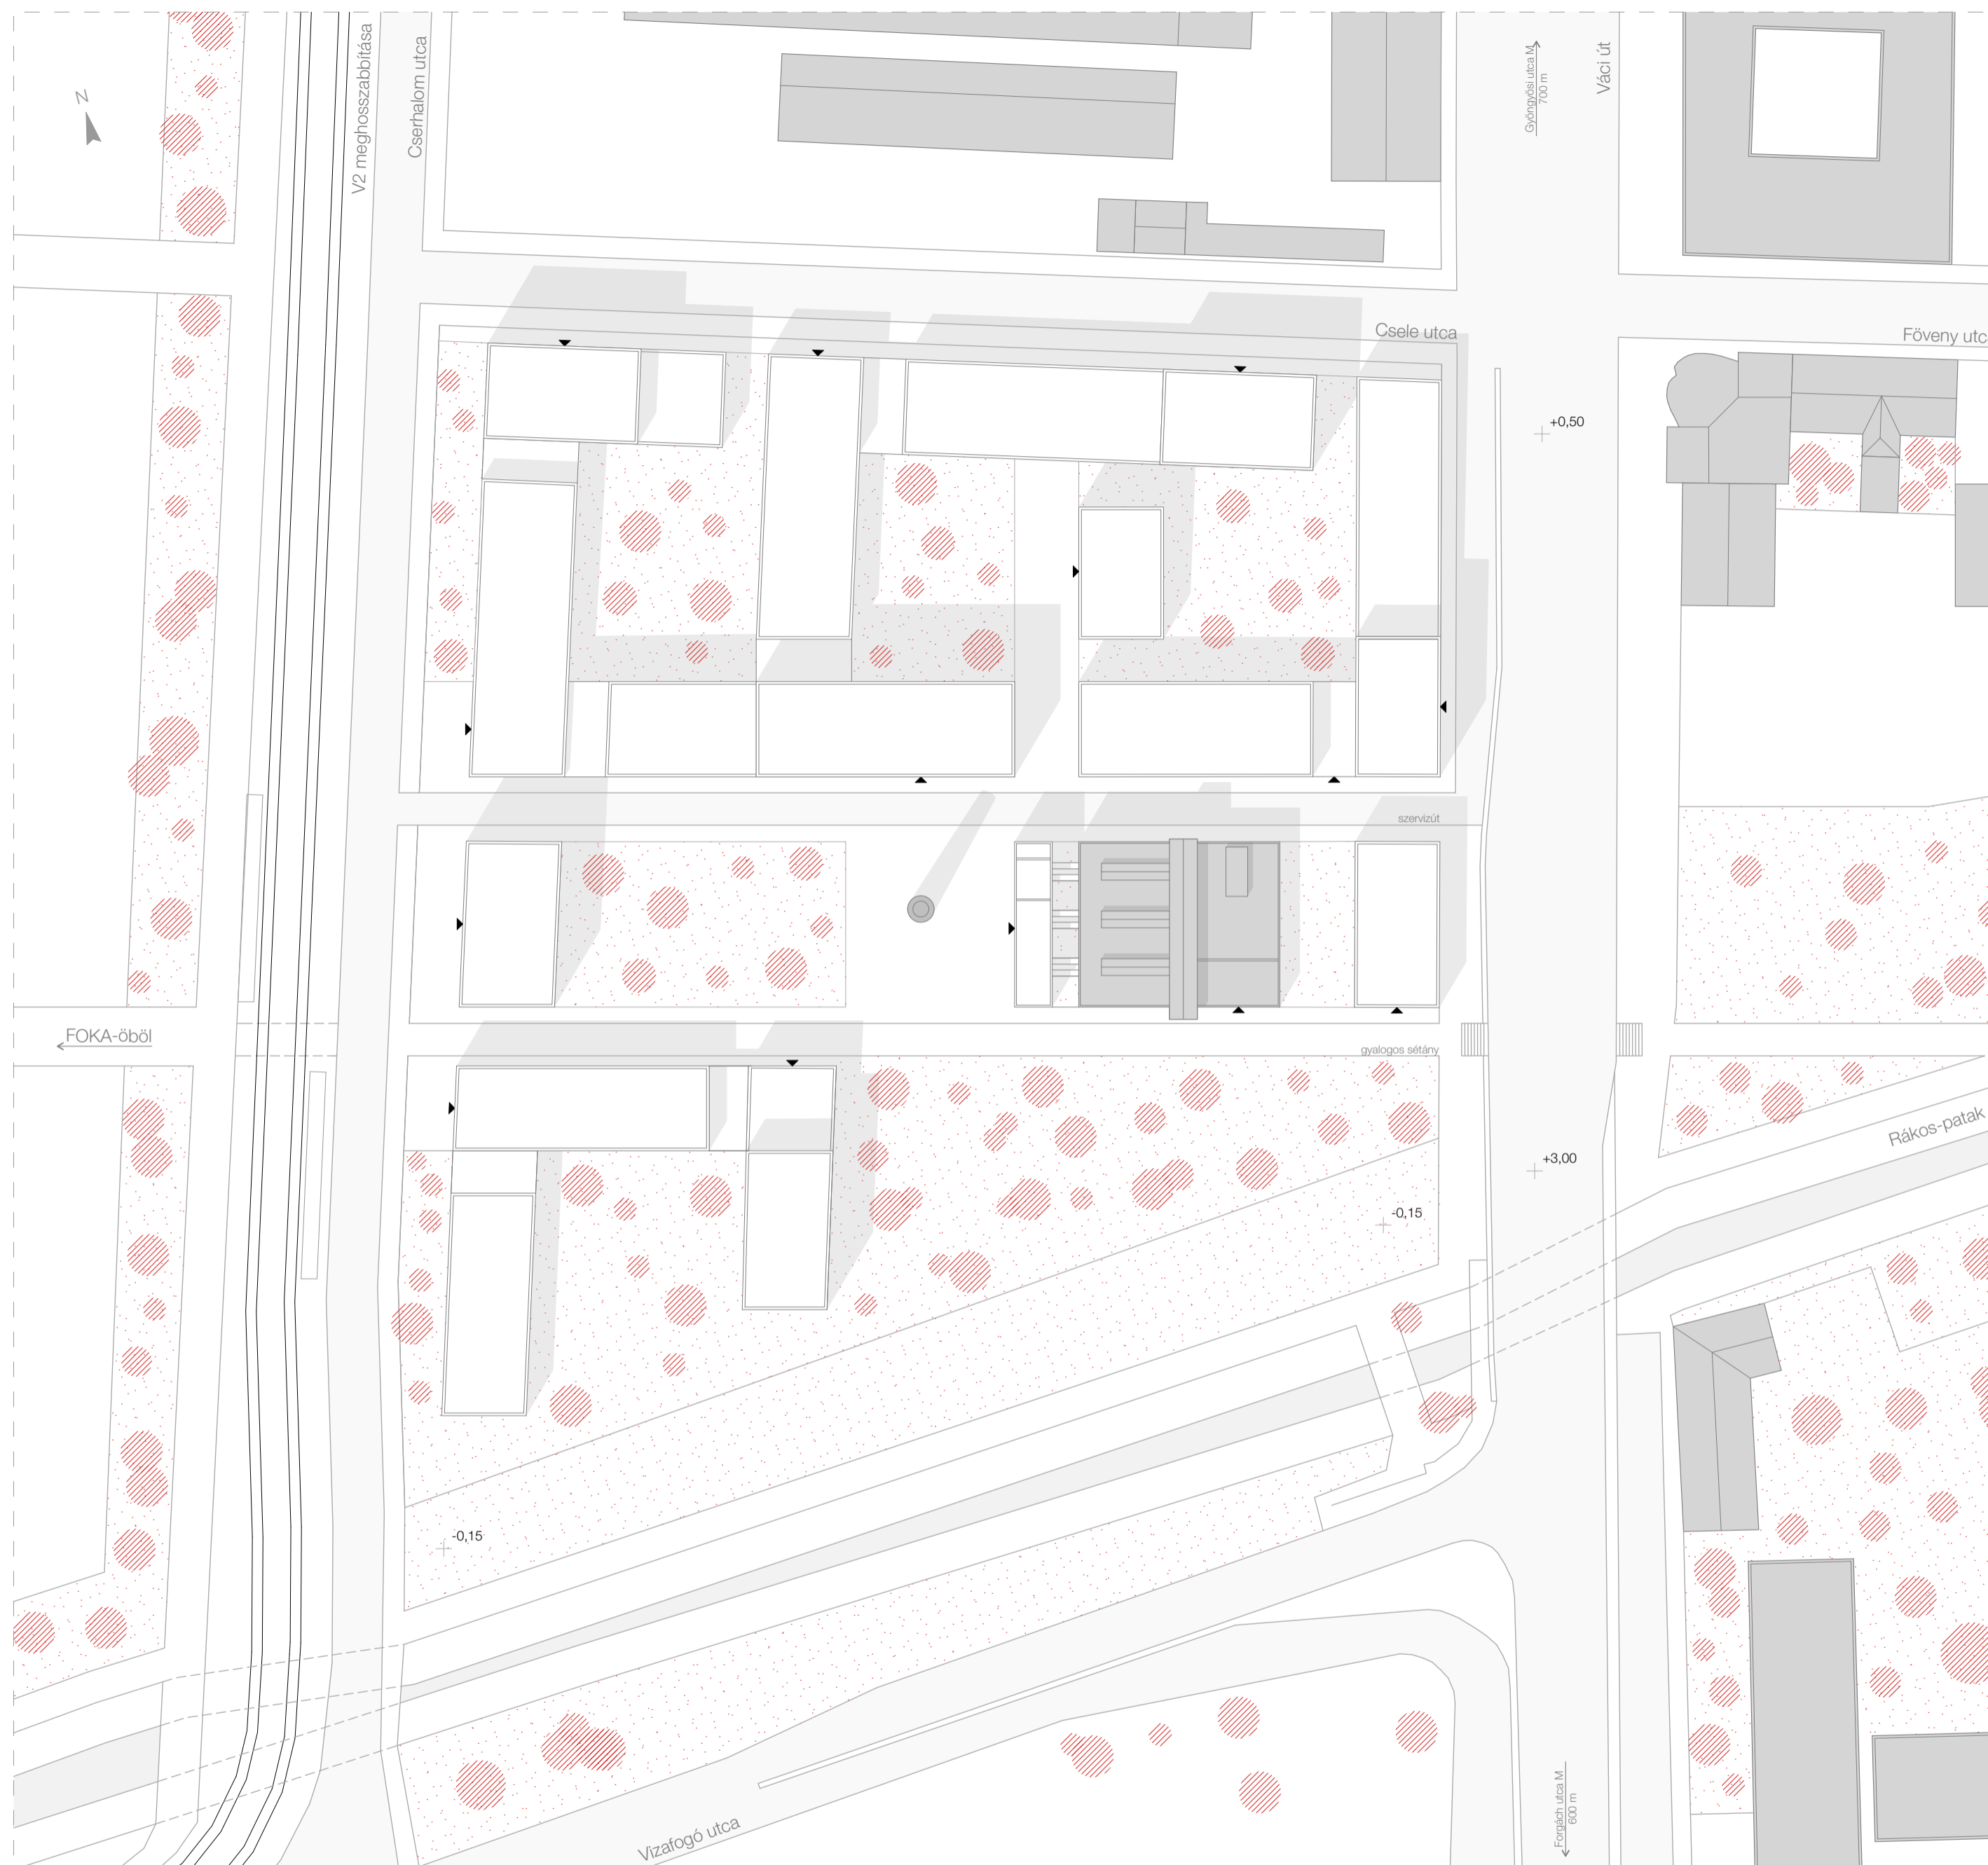 N
V2 meghosszabbítása
Cserhalom utca
Gyöngyösi utca M
700 m
Váci út
Csele utca
Föveny utc
+0,50
szervizút
FOKA-öböl
gyalogos sétány
Rákos-patak
+3,00
-0,15
-0,15
Vizafogó utca
Forgách utca M
600 m